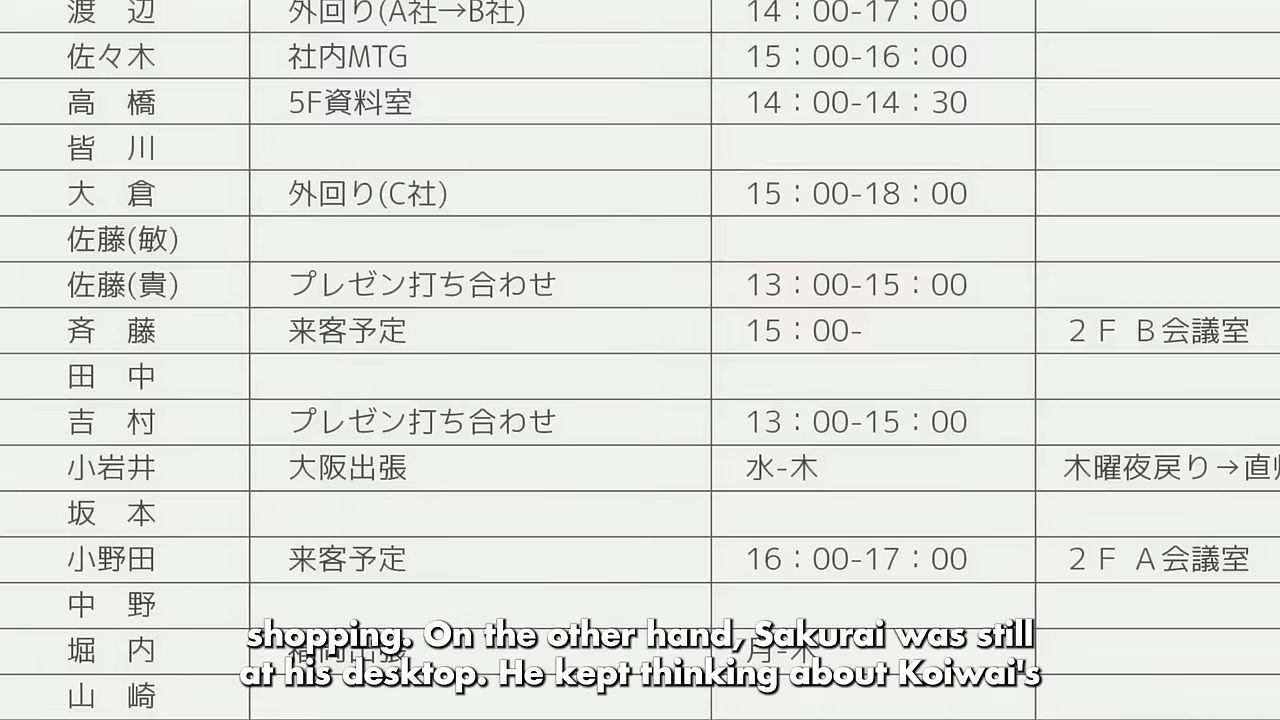 渡　辺 外回り(A社→B社) 14：00-17：00
佐々木 社内MTG 15：00-16：00
高　橋 5F資料室 14：00-14：30
皆　川
大　倉 外回り(C社) 15：00-18：00
佐藤(敏)
佐藤(貴) プレゼン打ち合わせ 13：00-15：00
斉　藤 来客予定 15：00- ２Ｆ Ｂ会議室
田　中
吉　村 プレゼン打ち合わせ 13：00-15：00
小岩井 大阪出張 水-木 木曜夜戻り→直帰
坂　本
小野田 来客予定 16：00-17：00 ２Ｆ Ａ会議室
中　野
shopping. On the other hand, Sakurai was still
堀　内 福岡出張 月-木
at his desktop. He kept thinking about Koiwai's
山　崎